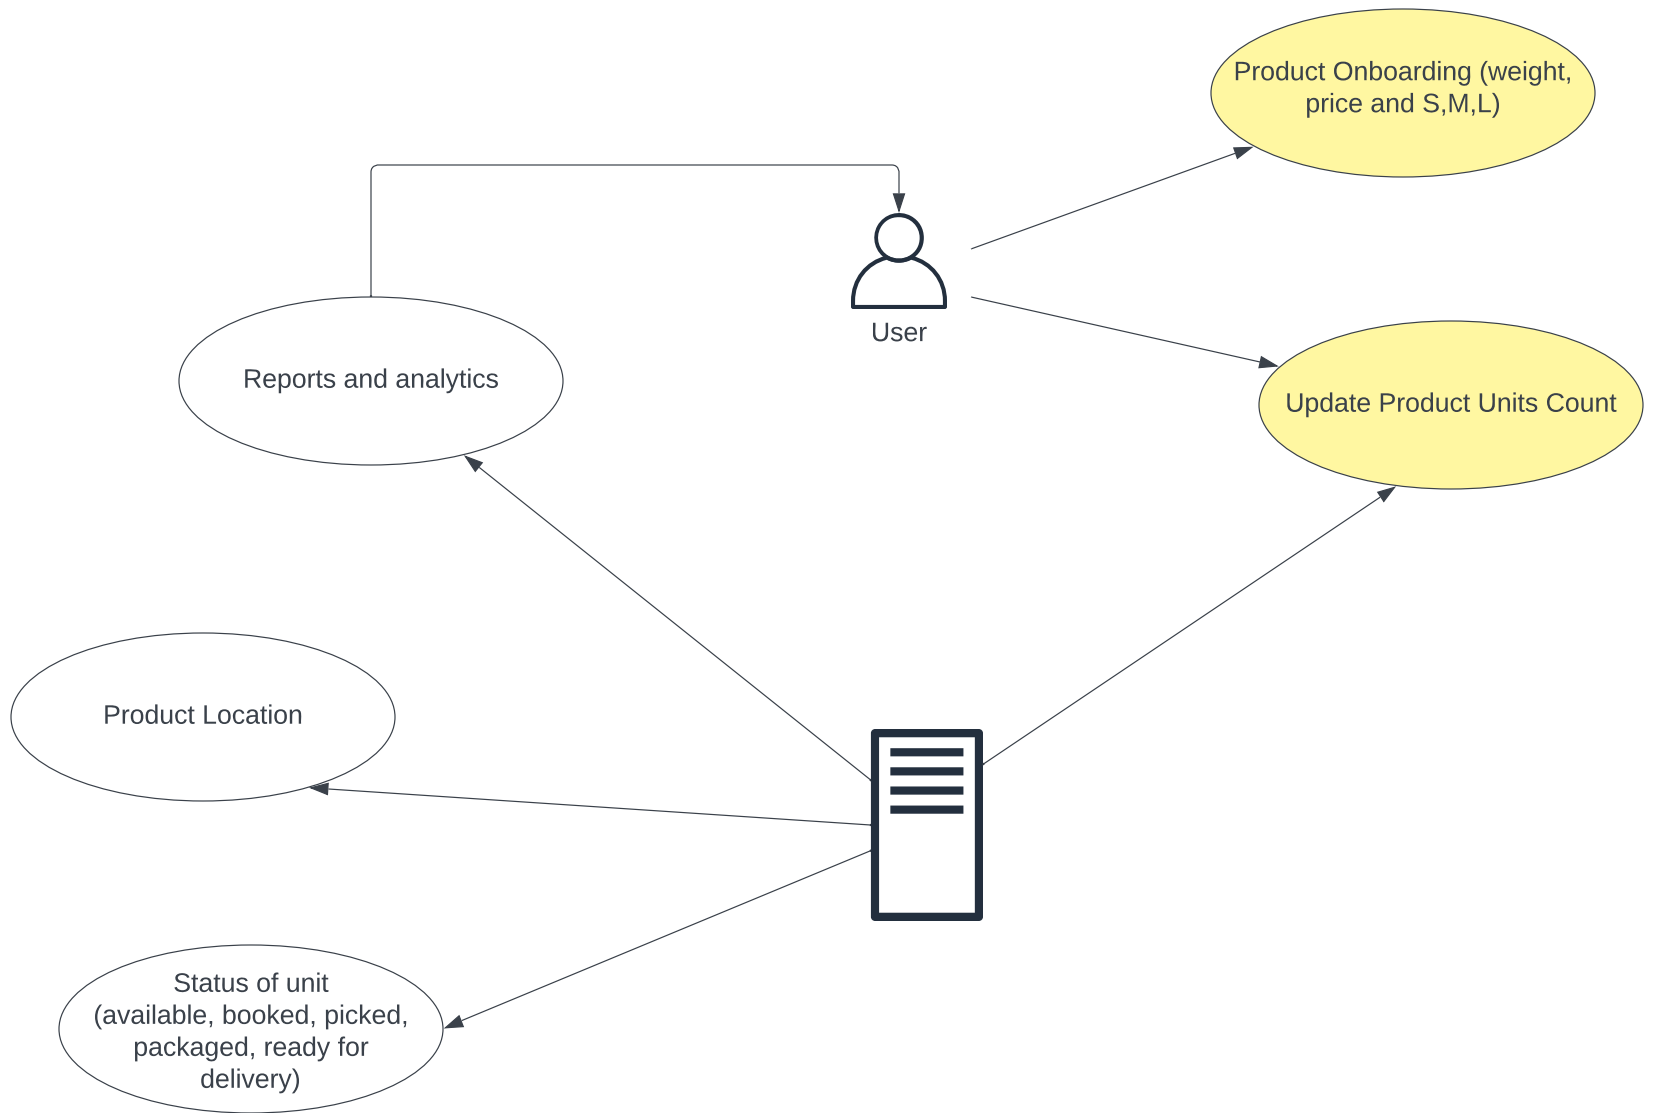 Product Onboarding (weight,
price and S,M,L)
User
Reports and analytics
Update Product Units Count
Product Location
Status of unit
(available, booked, picked,
packaged, ready for
delivery)